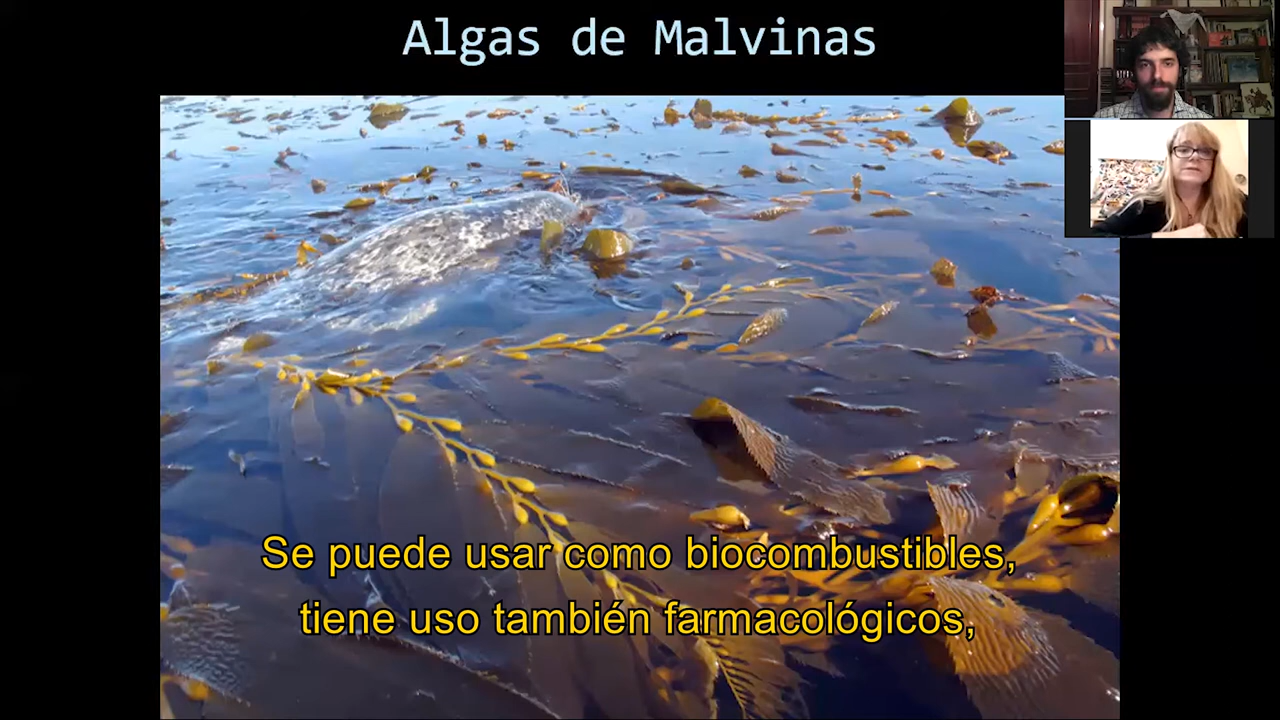 Algas de Malvinas
Se puede usar como biocombustibles,
tiene uso también farmacológicos,